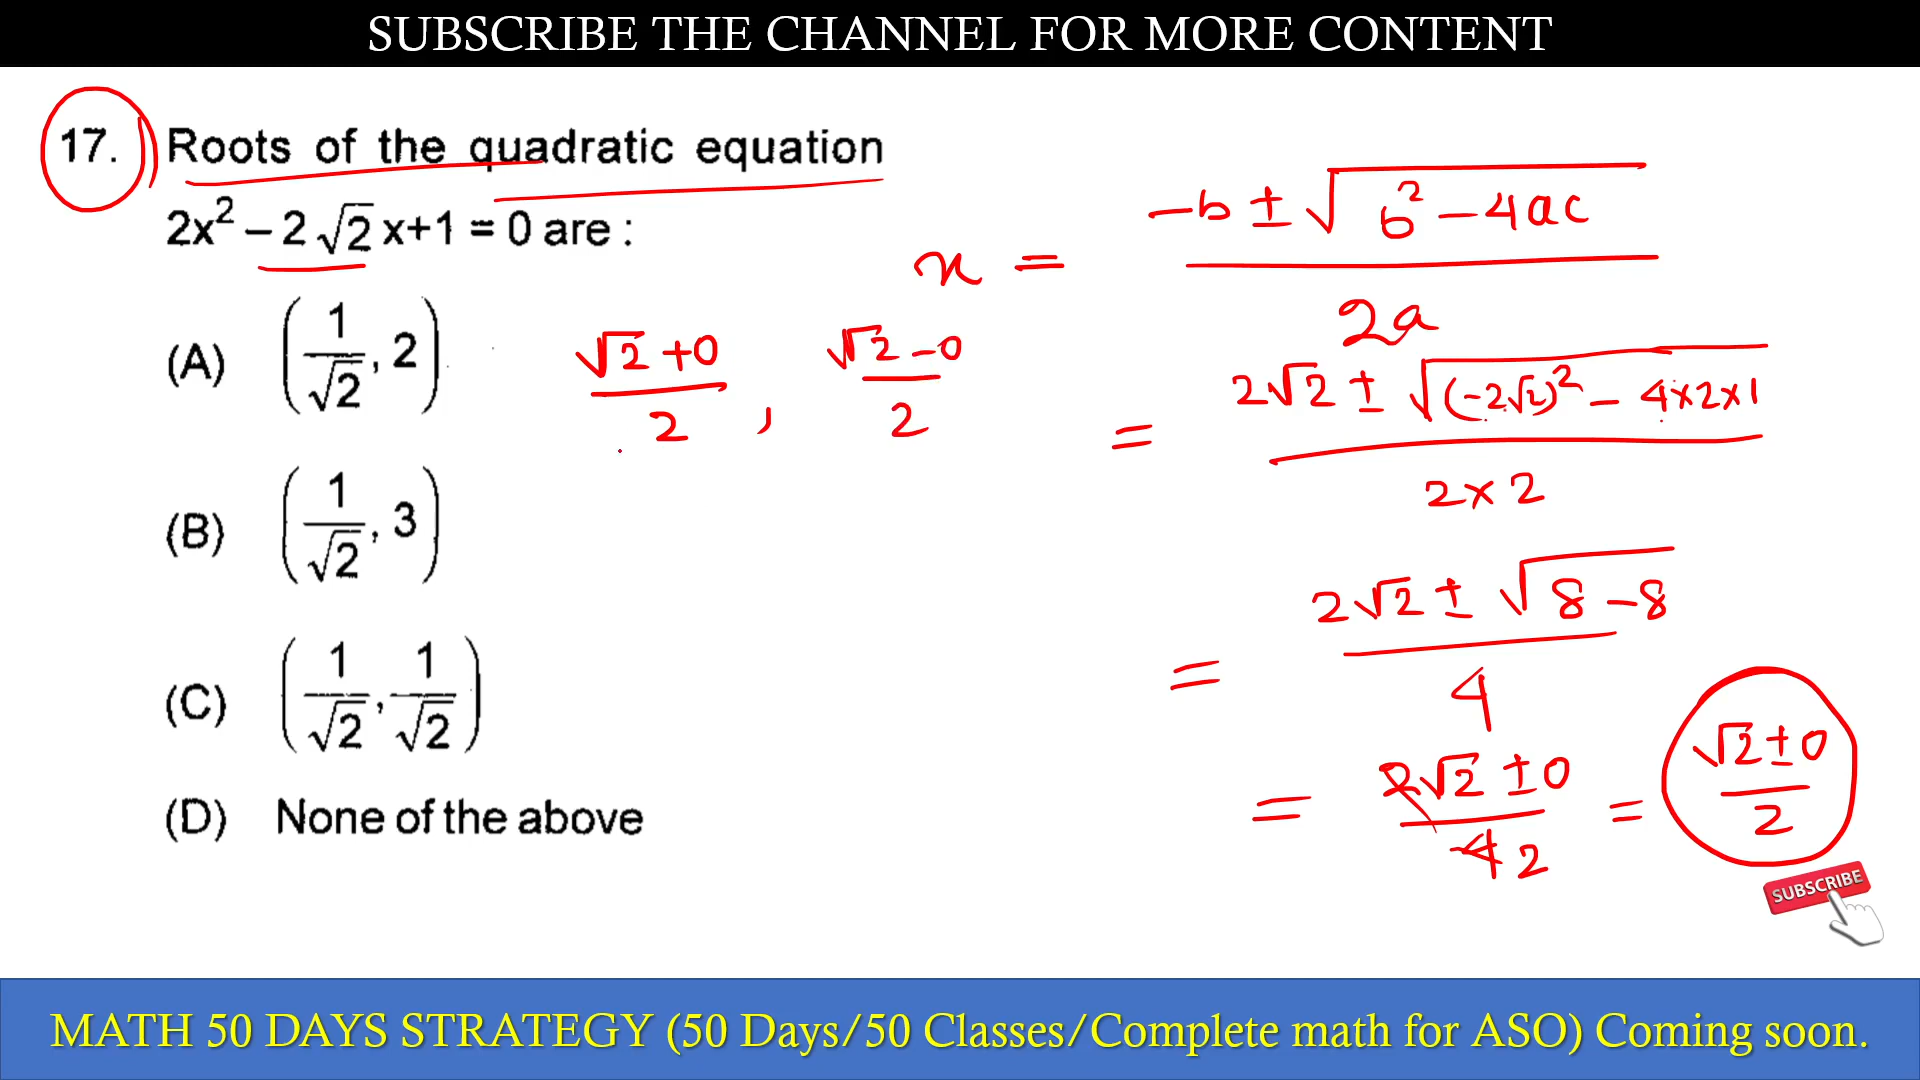 SUBSCRIBE THE CHANNEL FOR MORE CONTENT
17. Roots of the quadratic equation
2x² – 2√2 x+1 = 0 are :
(A) (1/√2, 2)
(B) (1/√2, 3)
(C) (1/√2, 1/√2)
(D) None of the above
√2+0/2 , √2-0/2
x = -b ± √b²-4ac / 2a
= 2√2 ± √(-2√2)² - 4×2×1 / 2×2
= 2√2 ± √8-8 / 4
= 2√2 ±0 / 4 2 = √2±0 / 2
SUBSCRIBE
MATH 50 DAYS STRATEGY (50 Days/50 Classes/Complete math for ASO) Coming soon.